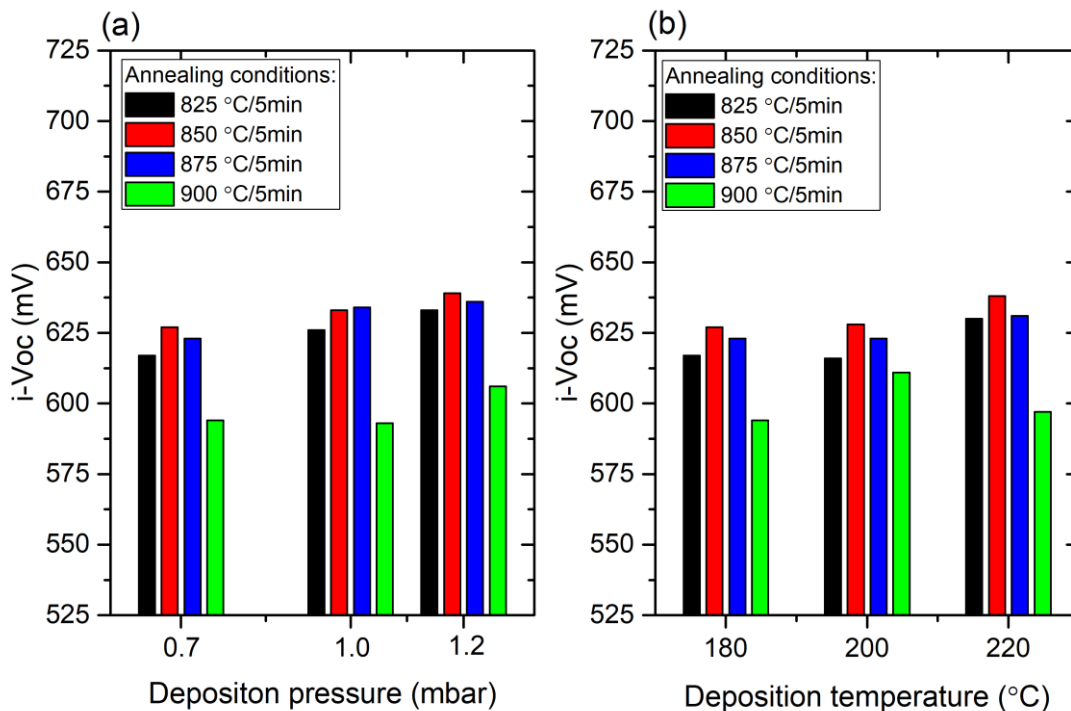 (a)
725
700
675
650
625
600
575
550
525
i-Voc (mV)
Annealing conditions:
825 °C/5min
850 °C/5min
875 °C/5min
900 °C/5min
0.7
1.0
1.2
Depositon pressure (mbar)
(b)
725
700
675
650
625
600
575
550
525
i-Voc (mV)
Annealing conditions:
825 °C/5min
850 °C/5min
875 °C/5min
900 °C/5min
180
200
220
Deposition temperature (°C)